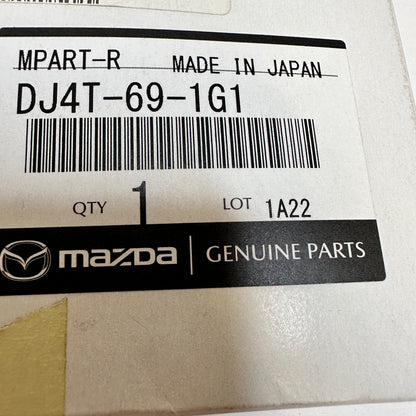 MPART-R MADE IN JAPAN
DJ4T-69-1G1
QTY 1 LOT 1A22
mazda GENUINE PARTS